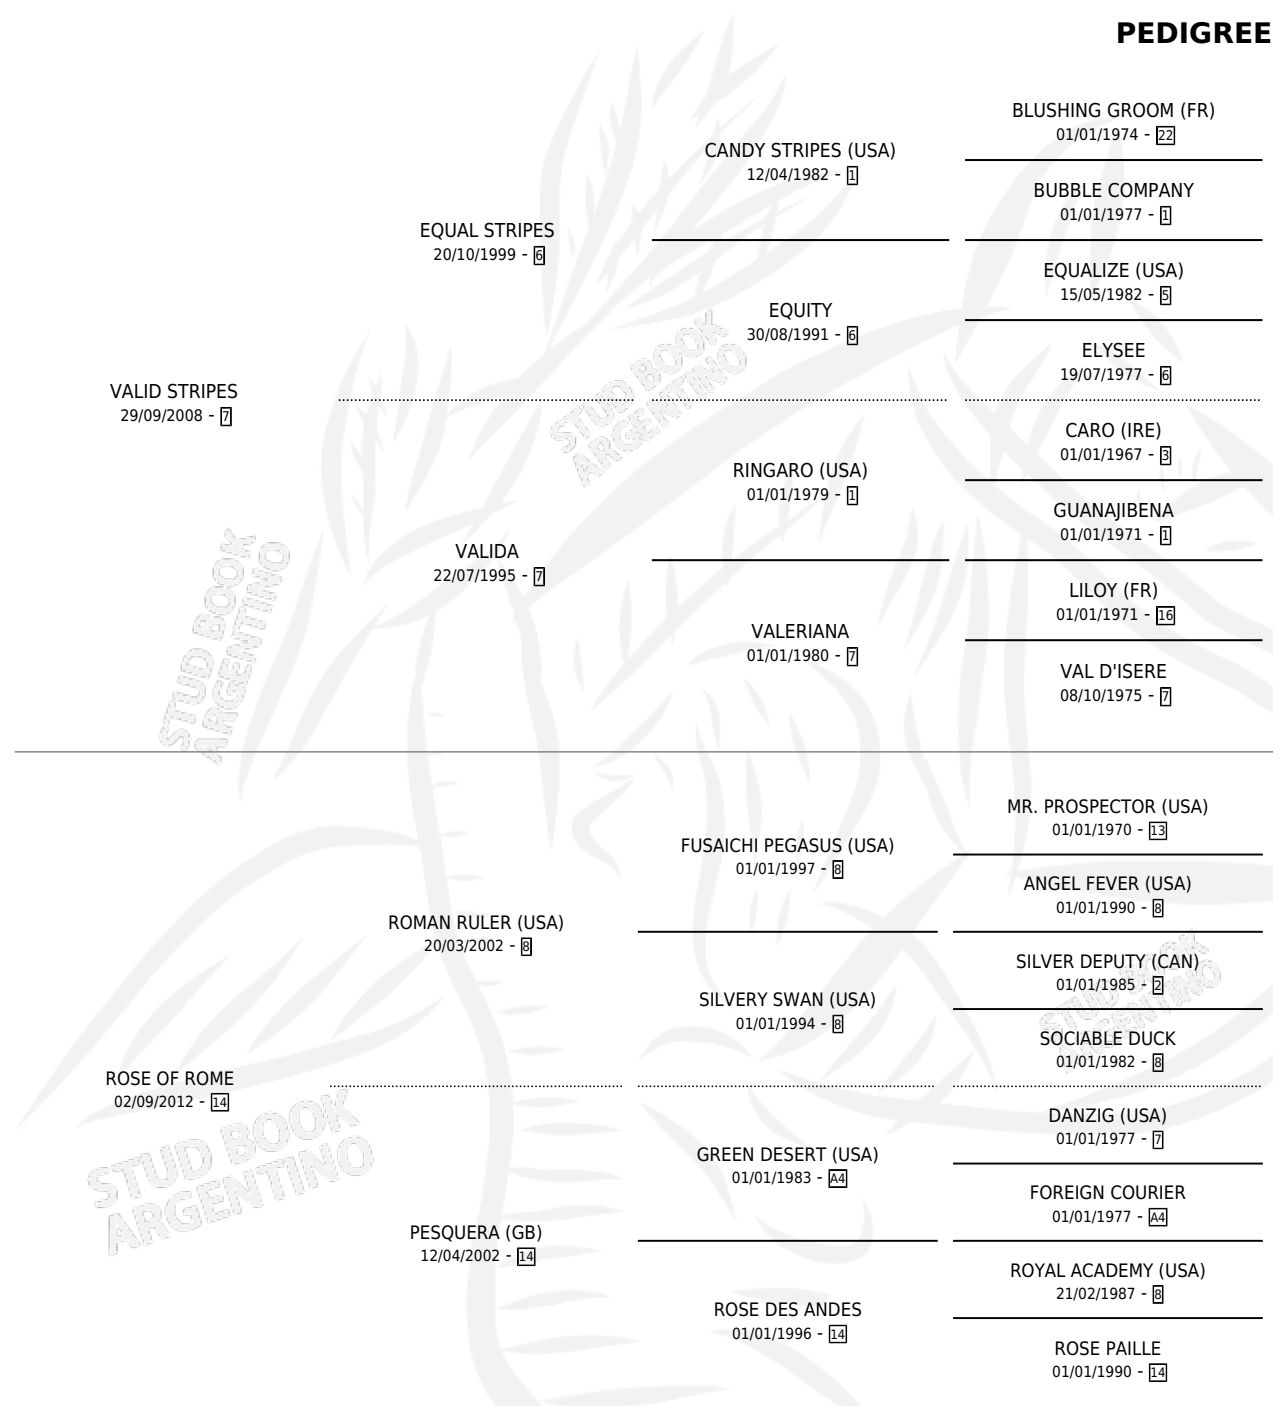 PEDIGREE
BLUSHING GROOM (FR)
01/01/1974 - 22
CANDY STRIPES (USA)
12/04/1982 - 1
BUBBLE COMPANY
01/01/1977 - 1
EQUAL STRIPES
20/10/1999 - 6
EQUALIZE (USA)
15/05/1982 - 5
EQUITY
30/08/1991 - 6
ELYSEE
19/07/1977 - 6
VALID STRIPES
29/09/2008 - 7
CARO (IRE)
01/01/1967 - 3
RINGARO (USA)
01/01/1979 - 1
GUANAJIBENA
01/01/1971 - 1
VALIDA
22/07/1995 - 7
LILOY (FR)
01/01/1971 - 16
VALERIANA
01/01/1980 - 7
VAL D'ISERE
08/10/1975 - 7
MR. PROSPECTOR (USA)
01/01/1970 - 13
FUSAICHI PEGASUS (USA)
01/01/1997 - 8
ANGEL FEVER (USA)
01/01/1990 - 8
ROMAN RULER (USA)
20/03/2002 - 8
SILVER DEPUTY (CAN)
01/01/1985 - 2
SILVERY SWAN (USA)
01/01/1994 - 8
SOCIABLE DUCK
01/01/1982 - 8
ROSE OF ROME
02/09/2012 - 14
DANZIG (USA)
01/01/1977 - 7
GREEN DESERT (USA)
01/01/1983 - A4
FOREIGN COURIER
01/01/1977 - A4
PESQUERA (GB)
12/04/2002 - 14
ROYAL ACADEMY (USA)
21/02/1987 - 8
ROSE DES ANDES
01/01/1996 - 14
ROSE PAILLE
01/01/1990 - 14
STUD BOOK
ARGENTINO
STUD BOOK
ARGENTINO
STUD BOOK
ARGENTINO
STUD BOOK
ARGENTINO